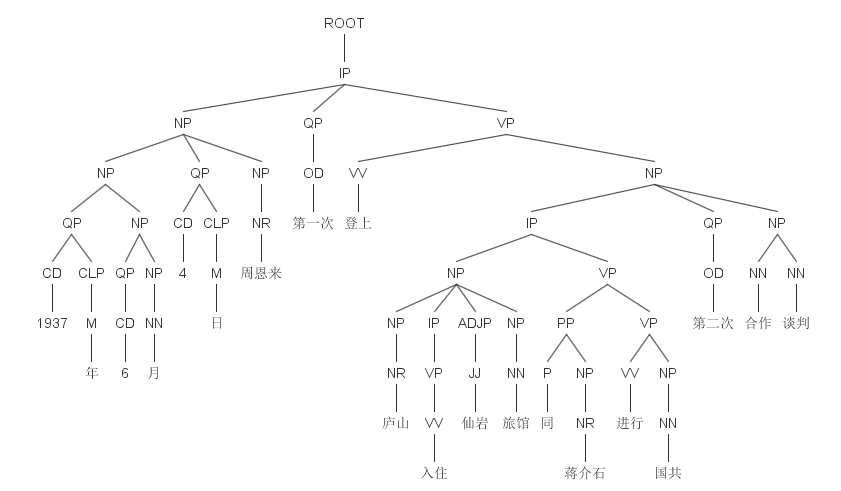 ROOT
IP
NP QP VP
NP QP NP OD VV NP
QP NP CD CLP NR 第一次 登上 IP QP NP
CD CLP QP NP 4 M 周恩来 NP VP OD NN NN
1937 M CD NN 日 NP IP ADJP NP PP VP 第二次 合作 谈判
年 6 月 NR VP JJ NN P NP VV NP
庐山 VV 仙岩 旅馆 同 NR 进行 NN
入住 蒋介石 国共